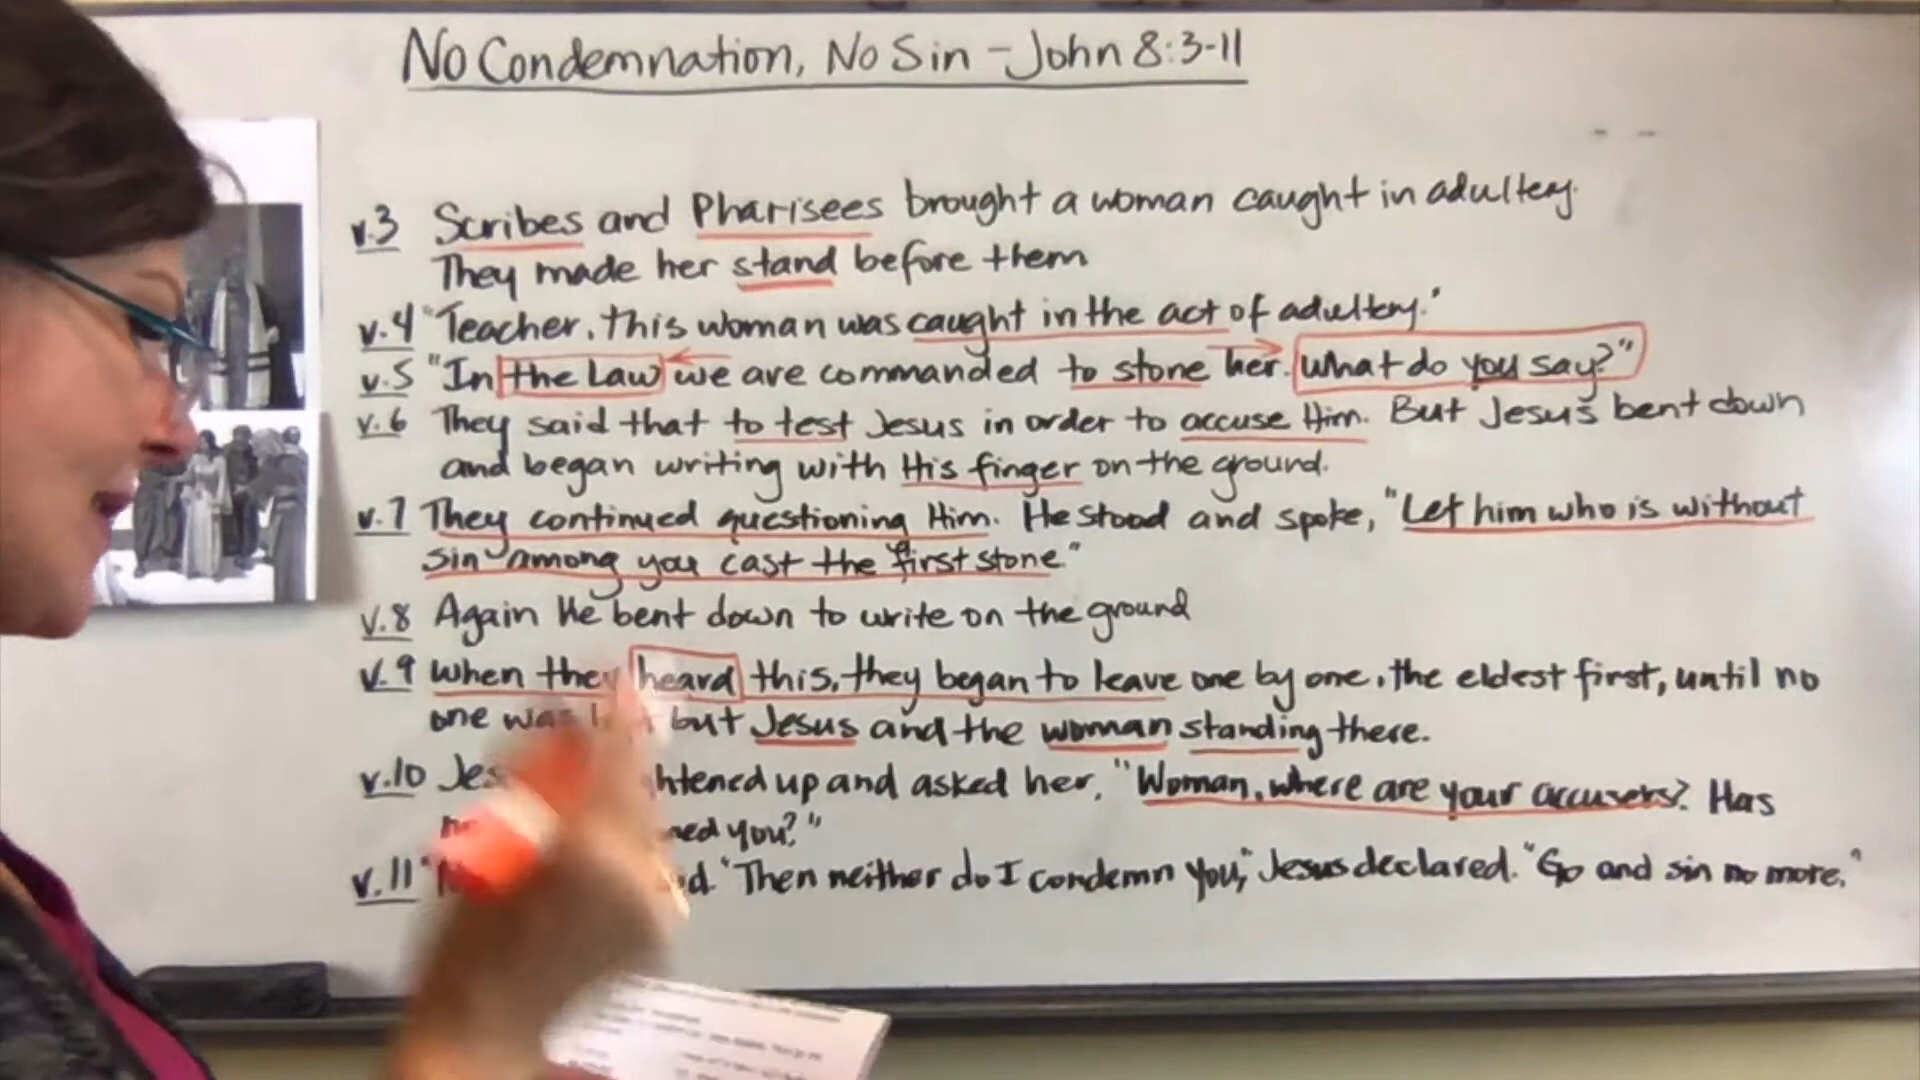 No Condemnation, No Sin - John 8:3-11
v.3 Scribes and Pharisees brought a woman caught in adultery.
They made her stand before them
v.4 "Teacher, this woman was caught in the act of adultery."
v.5 "In the Law we are commanded to stone her. What do you say?"
v.6 They said that to test Jesus in order to accuse Him. But Jesus bent down
and began writing with His finger on the ground.
v.7 They continued questioning Him. He stood and spoke, "Let him who is without
sin among you cast the first stone."
v.8 Again He bent down to write on the ground
v.9 When they heard this, they began to leave one by one, the eldest first, until no
one was but Jesus and the woman standing there.
v.10 up and asked her, "Woman, where are your accusers? Has
you?"
v.11 "Then neither do I condemn you," Jesus declared. "Go and sin no more."